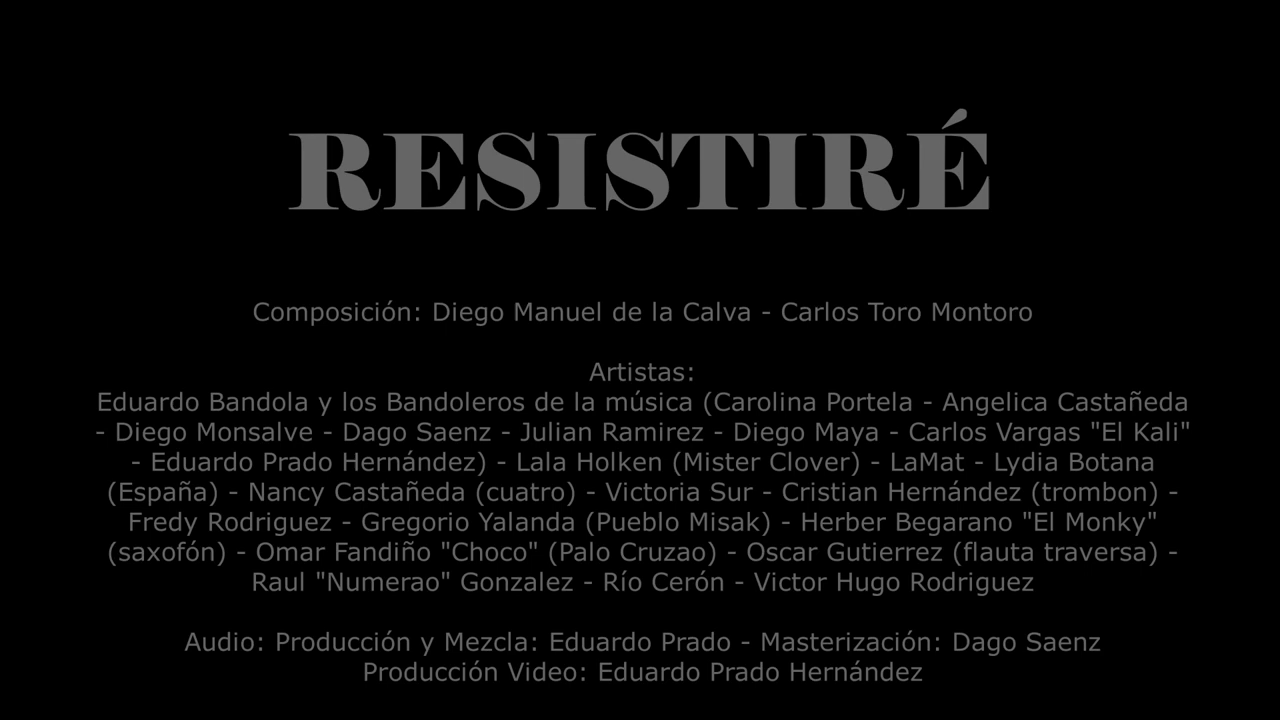 RESISTIRÉ
Composición: Diego Manuel de la Calva - Carlos Toro Montoro
Artistas:
Eduardo Bandola y los Bandoleros de la música (Carolina Portela - Angelica Castañeda
- Diego Monsalve - Dago Saenz - Julian Ramirez - Diego Maya - Carlos Vargas "El Kali"
- Eduardo Prado Hernández) - Lala Holken (Mister Clover) - LaMat - Lydia Botana
(España) - Nancy Castañeda (cuatro) - Victoria Sur - Cristian Hernández (trombon) -
Fredy Rodriguez - Gregorio Yalanda (Pueblo Misak) - Herber Begarano "El Monky"
(saxofón) - Omar Fandiño "Choco" (Palo Cruzao) - Oscar Gutierrez (flauta traversa) -
Raul "Numerao" Gonzalez - Río Cerón - Victor Hugo Rodriguez
Audio: Producción y Mezcla: Eduardo Prado - Masterización: Dago Saenz
Producción Video: Eduardo Prado Hernández